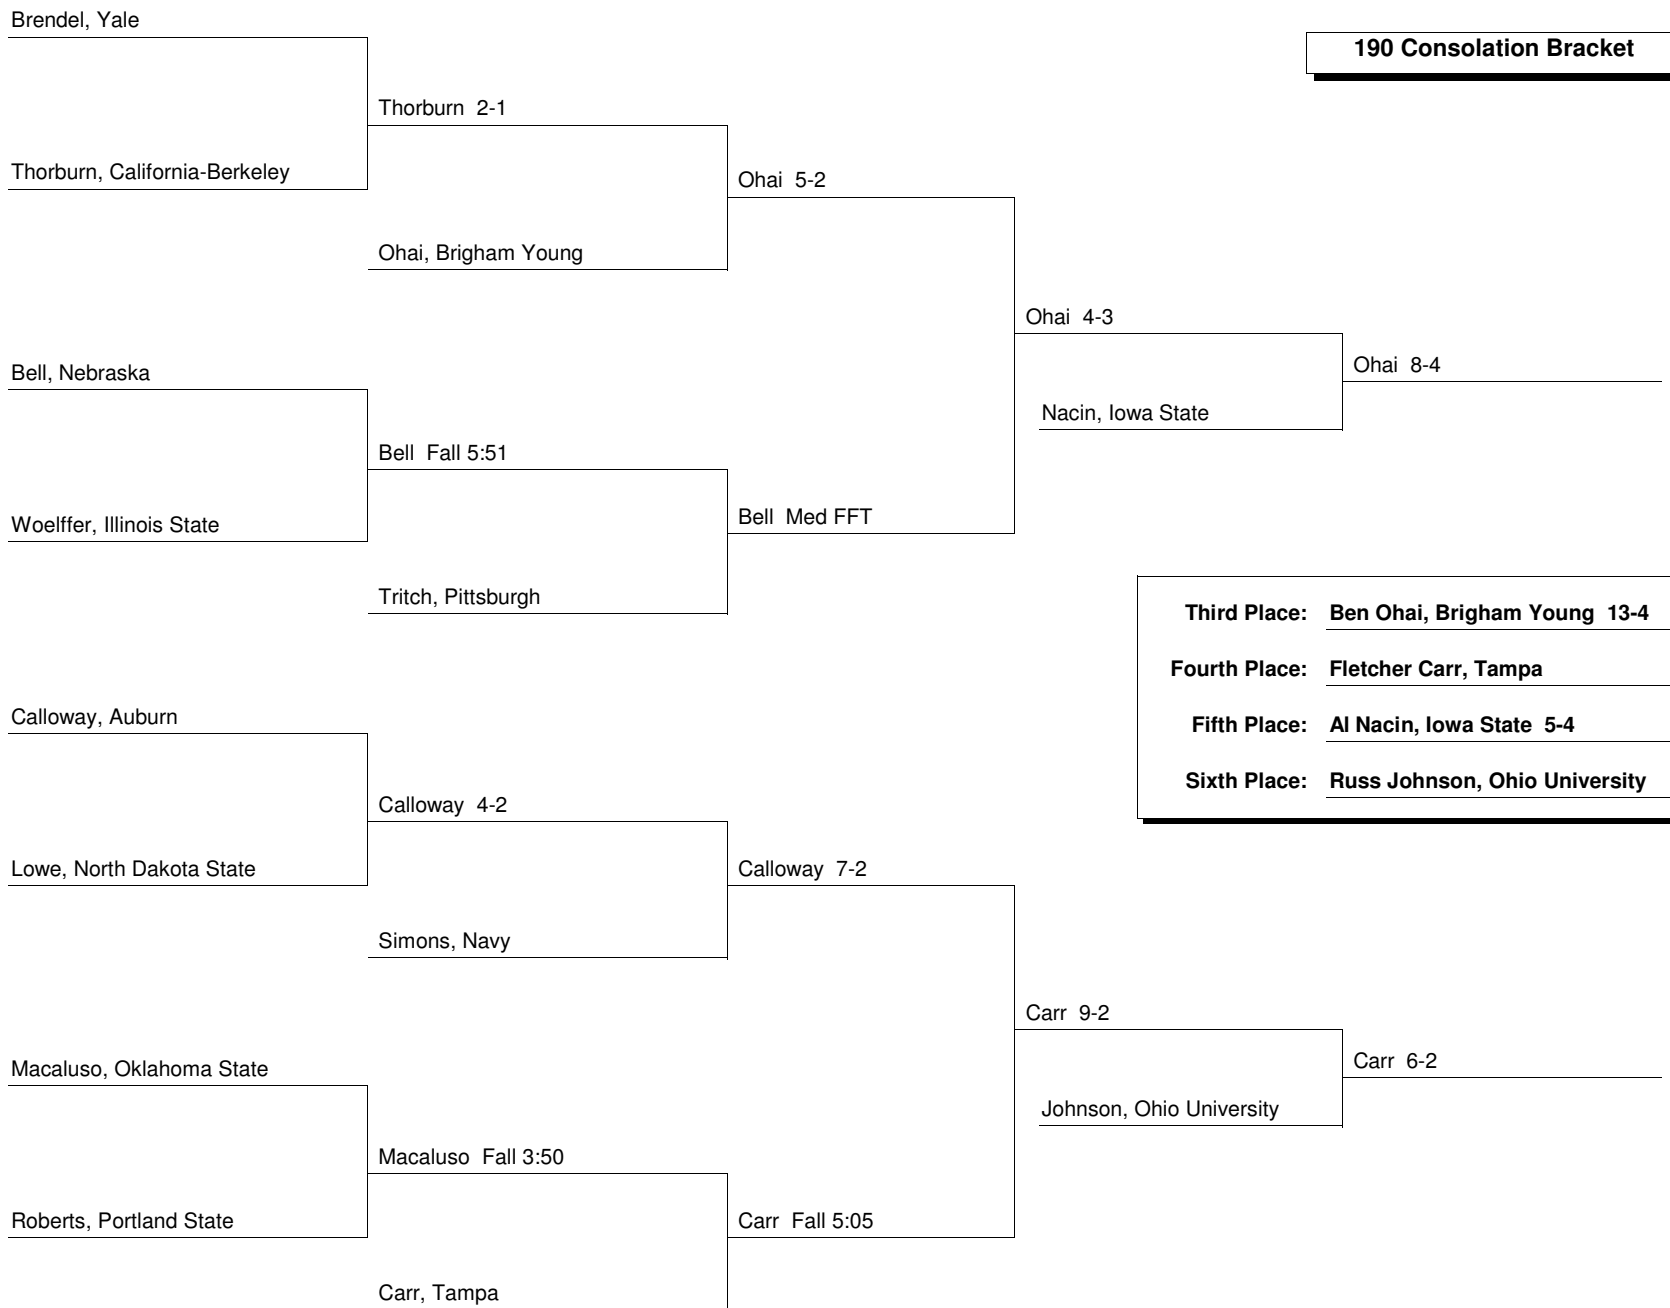 Brendel, Yale
190 Consolation Bracket
Thorburn 2-1
Thorburn, California-Berkeley
Ohai 5-2
Ohai, Brigham Young
Ohai 4-3
Bell, Nebraska
Ohai 8-4
Nacin, Iowa State
Bell Fall 5:51
Woelffer, Illinois State
Bell Med FFT
Tritch, Pittsburgh
Third Place: Ben Ohai, Brigham Young 13-4
Fourth Place: Fletcher Carr, Tampa
Fifth Place: Al Nacin, Iowa State 5-4
Sixth Place: Russ Johnson, Ohio University
Calloway, Auburn
Calloway 4-2
Lowe, North Dakota State
Calloway 7-2
Simons, Navy
Carr 9-2
Macaluso, Oklahoma State
Carr 6-2
Johnson, Ohio University
Macaluso Fall 3:50
Roberts, Portland State
Carr Fall 5:05
Carr, Tampa